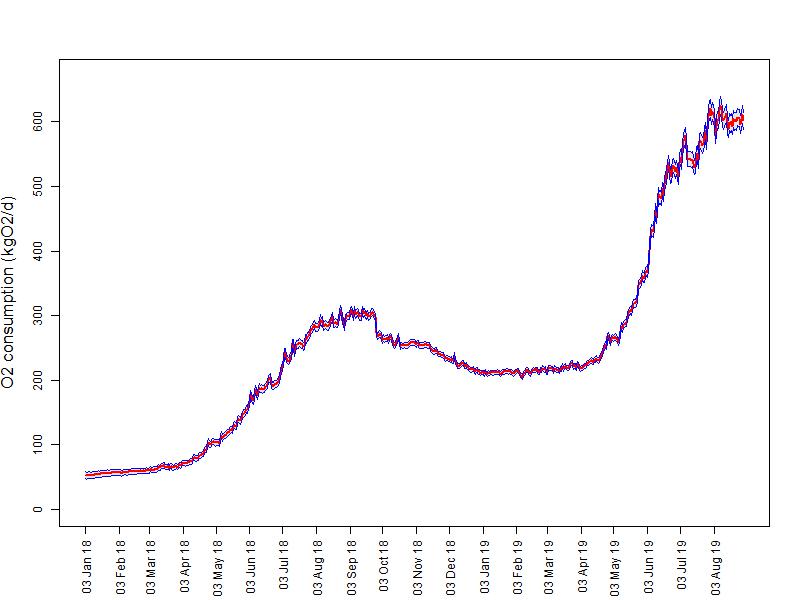 O2 consumption (kgO2/d)
600
500
400
300
200
100
0
03 Jan 18
03 Feb 18
03 Mar 18
03 Apr 18
03 May 18
03 Jun 18
03 Jul 18
03 Aug 18
03 Sep 18
03 Oct 18
03 Nov 18
03 Dec 18
03 Jan 19
03 Feb 19
03 Mar 19
03 Apr 19
03 May 19
03 Jun 19
03 Jul 19
03 Aug 19